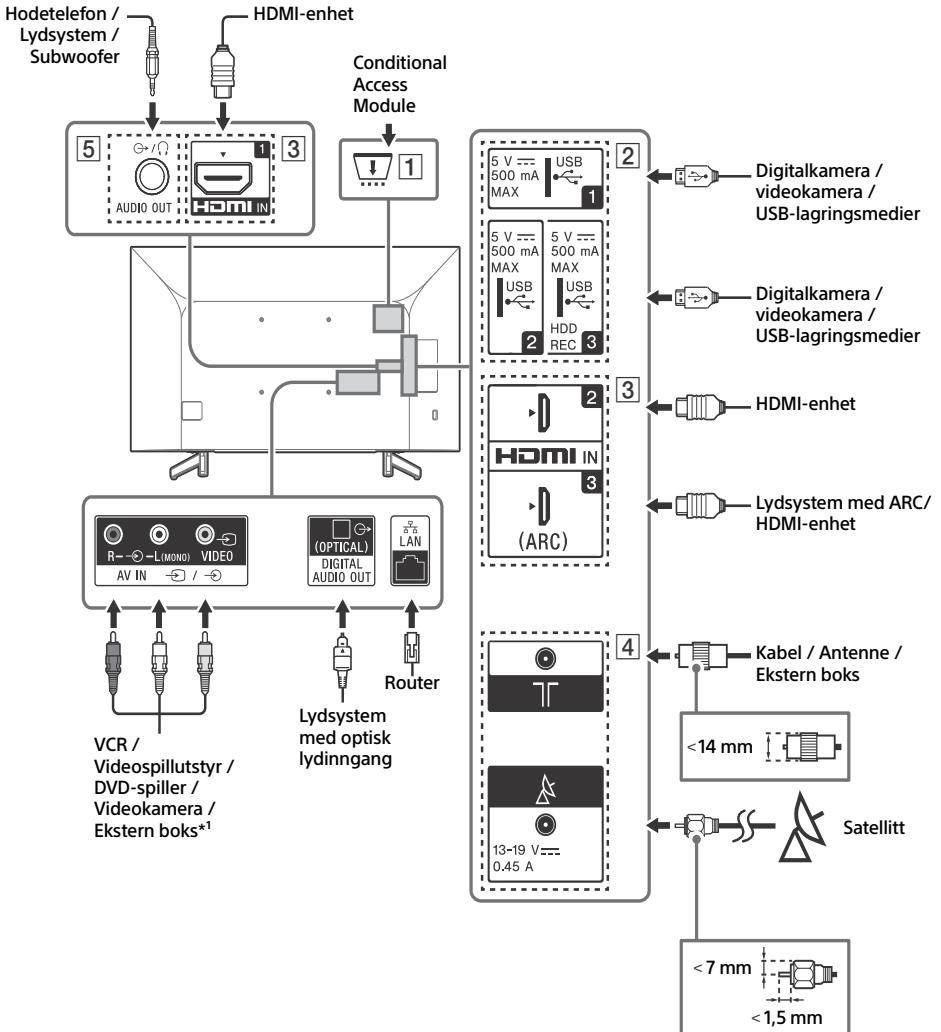 Hodetelefon /
Lydsystem /
Subwoofer
HDMI-enhet
Conditional
Access
Module
5
AUDIO OUT
1
3
HDMI IN
1
5 V
500 mA
MAX
USB
1
2
Digitalkamera /
videokamera /
USB-lagringsmedier
5 V
500 mA
MAX
USB
2
5 V
500 mA
MAX
USB
HDD
REC 3
Digitalkamera /
videokamera /
USB-lagringsmedier
2
3
HDMI-enhet
HDMI IN
3
(ARC)
Lydsystem med ARC/
HDMI-enhet
R
L(MONO)
VIDEO
AV IN
/
(OPTICAL)
DIGITAL
AUDIO OUT
LAN
VCR /
Videospillutstyr /
DVD-spiller /
Videokamera /
Ekstern boks*1
Lydsystem
med optisk
lydinngang
Router
4
Kabel / Antenne /
Ekstern boks
<14 mm
13-19 V
0.45 A
Satellitt
<7 mm
<1,5 mm